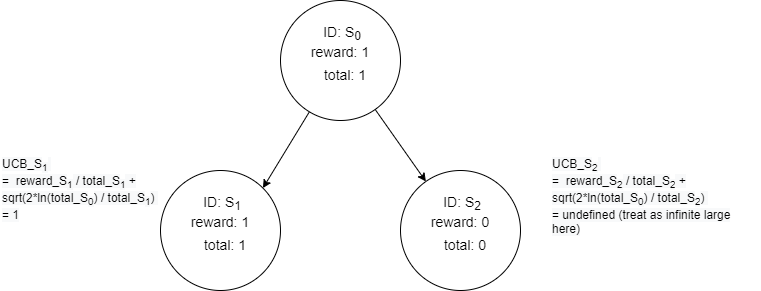 ID: S₀
reward: 1
total: 1
UCB_S₁
= reward_S₁ / total_S₁ +
sqrt(2*ln(total_S₀) / total_S₁)
= 1
ID: S₁
reward: 1
total: 1
ID: S₂
reward: 0
total: 0
UCB_S₂
= reward_S₂ / total_S₂ +
sqrt(2*ln(total_S₀) / total_S₂)
= undefined (treat as infinite large
here)